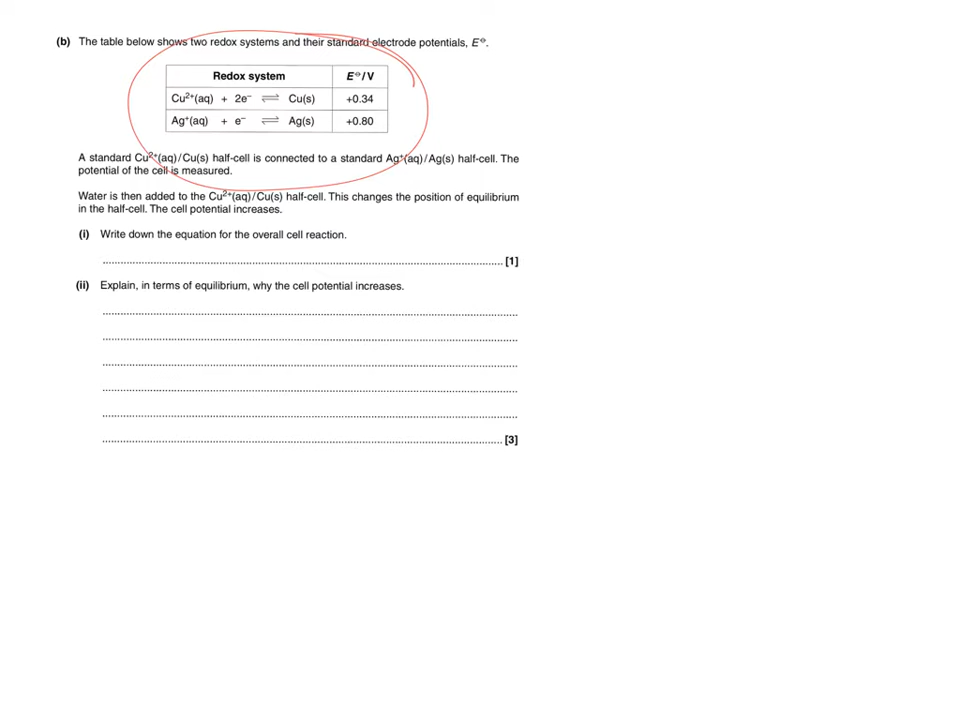 (b) The table below shows two redox systems and their standard electrode potentials, E⦵.
Redox system E⦵/V
Cu²⁺(aq) + 2e⁻ ⇌ Cu(s) +0.34
Ag⁺(aq) + e⁻ ⇌ Ag(s) +0.80
A standard Cu²⁺(aq)/Cu(s) half-cell is connected to a standard Ag⁺(aq)/Ag(s) half-cell. The
potential of the cell is measured.
Water is then added to the Cu²⁺(aq)/Cu(s) half-cell. This changes the position of equilibrium
in the half-cell. The cell potential increases.
(i) Write down the equation for the overall cell reaction.
[1]
(ii) Explain, in terms of equilibrium, why the cell potential increases.
[3]